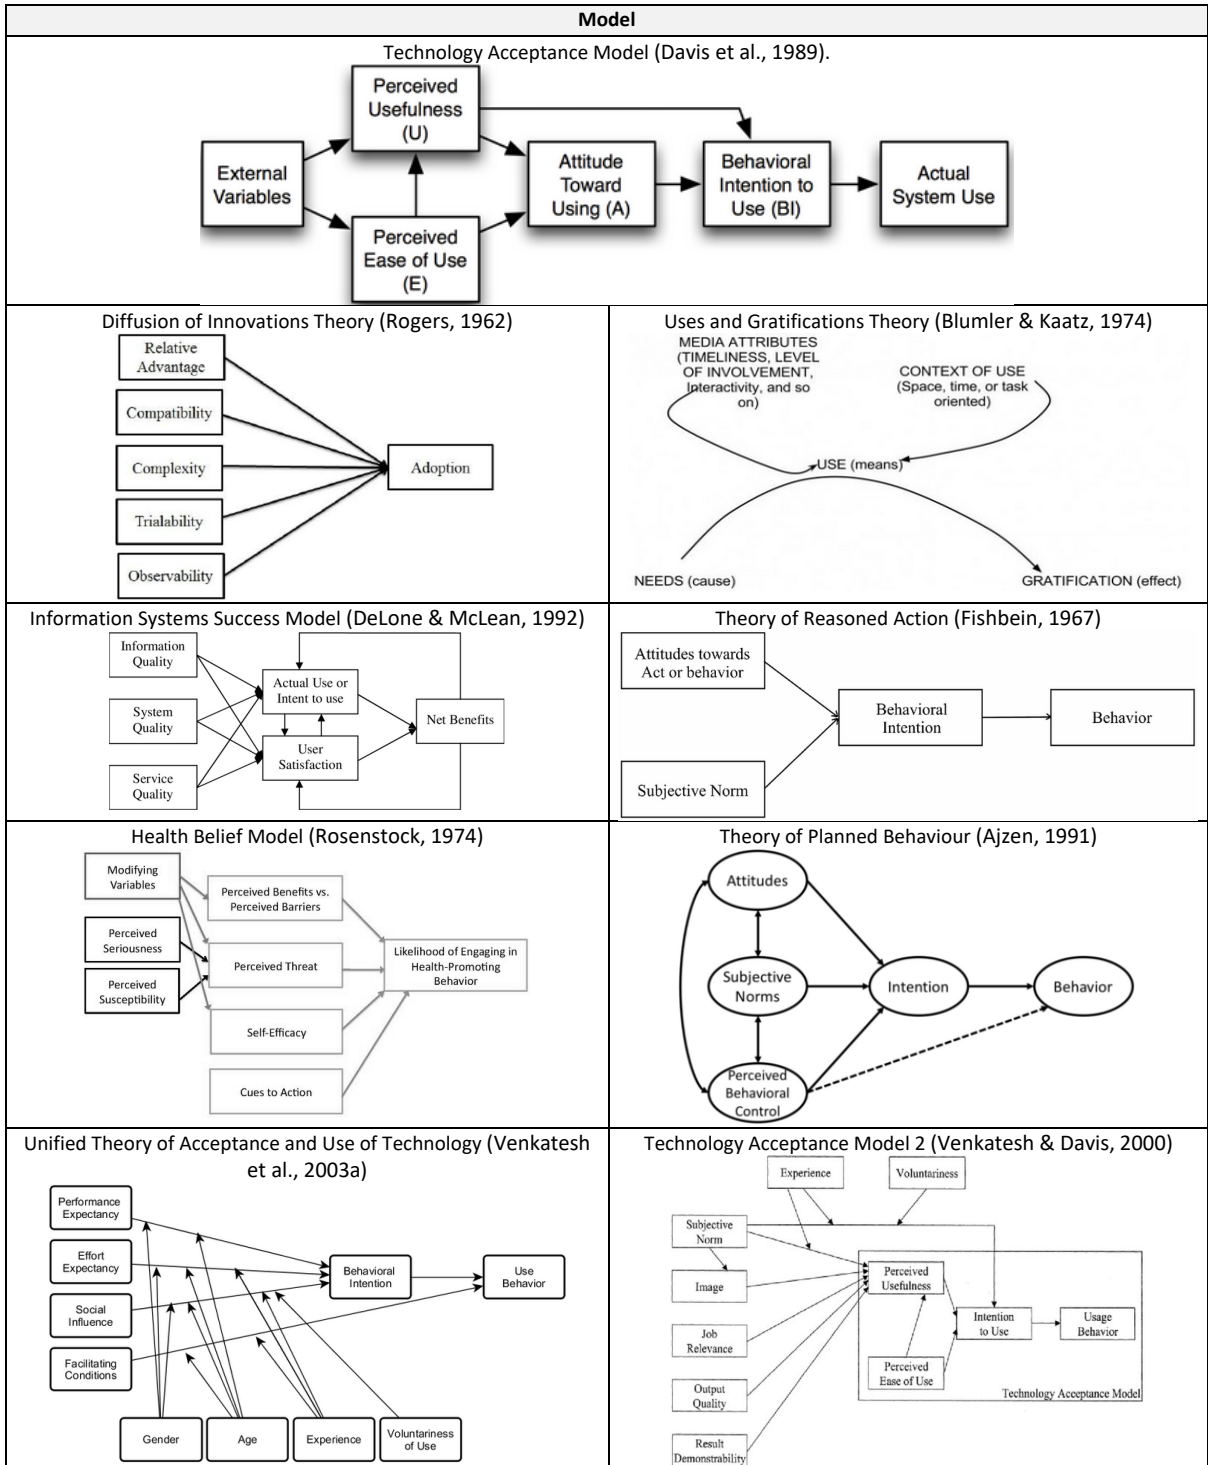 Model
Technology Acceptance Model (Davis et al., 1989).
Perceived
Usefulness
(U)
External
Variables
Attitude
Toward
Using (A)
Behavioral
Intention to
Use (BI)
Actual
System Use
Perceived
Ease of Use
(E)
Diffusion of Innovations Theory (Rogers, 1962)
Relative
Advantage
Compatibility
Complexity
Trialability
Observability
Adoption
Uses and Gratifications Theory (Blumler & Kaatz, 1974)
MEDIA ATTRIBUTES
(TIMELINESS, LEVEL
OF INVOLVEMENT,
Interactivity, and so
on)
CONTEXT OF USE
(Space, time, or task
oriented)
USE (means)
NEEDS (cause)
GRATIFICATION (effect)
Information Systems Success Model (DeLone & McLean, 1992)
Information
Quality
System
Quality
Service
Quality
Actual Use or
Intent to use
User
Satisfaction
Net Benefits
Theory of Reasoned Action (Fishbein, 1967)
Attitudes towards
Act or behavior
Subjective Norm
Behavioral
Intention
Behavior
Health Belief Model (Rosenstock, 1974)
Modifying
Variables
Perceived
Seriousness
Perceived
Susceptibility
Perceived Benefits vs.
Perceived Barriers
Perceived Threat
Self-Efficacy
Cues to Action
Likelihood of Engaging in
Health-Promoting
Behavior
Theory of Planned Behaviour (Ajzen, 1991)
Attitudes
Subjective
Norms
Perceived
Behavioral
Control
Intention
Behavior
Unified Theory of Acceptance and Use of Technology (Venkatesh
et al., 2003a)
Performance
Expectancy
Effort
Expectancy
Social
Influence
Facilitating
Conditions
Behavioral
Intention
Use
Behavior
Gender
Age
Experience
Voluntariness
of Use
Technology Acceptance Model 2 (Venkatesh & Davis, 2000)
Experience
Voluntariness
Subjective
Norm
Image
Job
Relevance
Output
Quality
Result
Demonstrability
Perceived
Usefulness
Perceived
Ease of Use
Intention
to Use
Usage
Behavior
Technology Acceptance Model